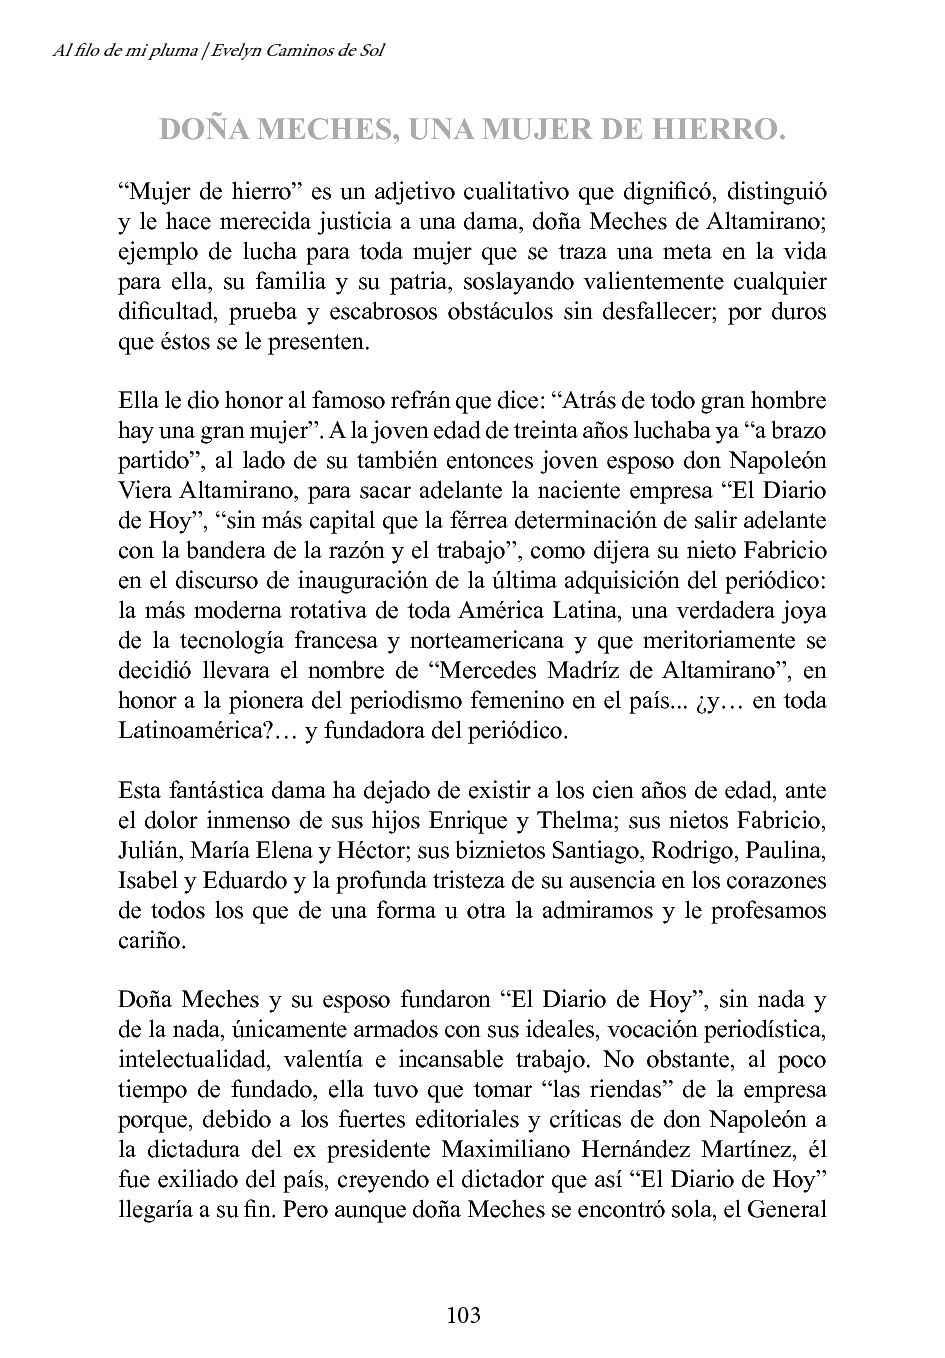 Al filo de mi pluma / Evelyn Caminos de Sol
DOÑA MECHES, UNA MUJER DE HIERRO.
“Mujer de hierro” es un adjetivo cualitativo que dignificó, distinguió
y le hace merecida justicia a una dama, doña Meches de Altamirano;
ejemplo de lucha para toda mujer que se traza una meta en la vida
para ella, su familia y su patria, soslayando valientemente cualquier
dificultad, prueba y escabrosos obstáculos sin desfallecer; por duros
que éstos se le presenten.
Ella le dio honor al famoso refrán que dice: “Atrás de todo gran hombre
hay una gran mujer”. A la joven edad de treinta años luchaba ya “a brazo
partido”, al lado de su también entonces joven esposo don Napoleón
Viera Altamirano, para sacar adelante la naciente empresa “El Diario
de Hoy”, “sin más capital que la férrea determinación de salir adelante
con la bandera de la razón y el trabajo”, como dijera su nieto Fabricio
en el discurso de inauguración de la última adquisición del periódico:
la más moderna rotativa de toda América Latina, una verdadera joya
de la tecnología francesa y norteamericana y que meritoriamente se
decidió llevara el nombre de “Mercedes Madríz de Altamirano”, en
honor a la pionera del periodismo femenino en el país... ¿y… en toda
Latinoamérica?… y fundadora del periódico.
Esta fantástica dama ha dejado de existir a los cien años de edad, ante
el dolor inmenso de sus hijos Enrique y Thelma; sus nietos Fabricio,
Julián, María Elena y Héctor; sus biznietos Santiago, Rodrigo, Paulina,
Isabel y Eduardo y la profunda tristeza de su ausencia en los corazones
de todos los que de una forma u otra la admiramos y le profesamos
cariño.
Doña Meches y su esposo fundaron “El Diario de Hoy”, sin nada y
de la nada, únicamente armados con sus ideales, vocación periodística,
intelectualidad, valentía e incansable trabajo. No obstante, al poco
tiempo de fundado, ella tuvo que tomar “las riendas” de la empresa
porque, debido a los fuertes editoriales y críticas de don Napoleón a
la dictadura del ex presidente Maximiliano Hernández Martínez, él
fue exiliado del país, creyendo el dictador que así “El Diario de Hoy”
llegaría a su fin. Pero aunque doña Meches se encontró sola, el General
103